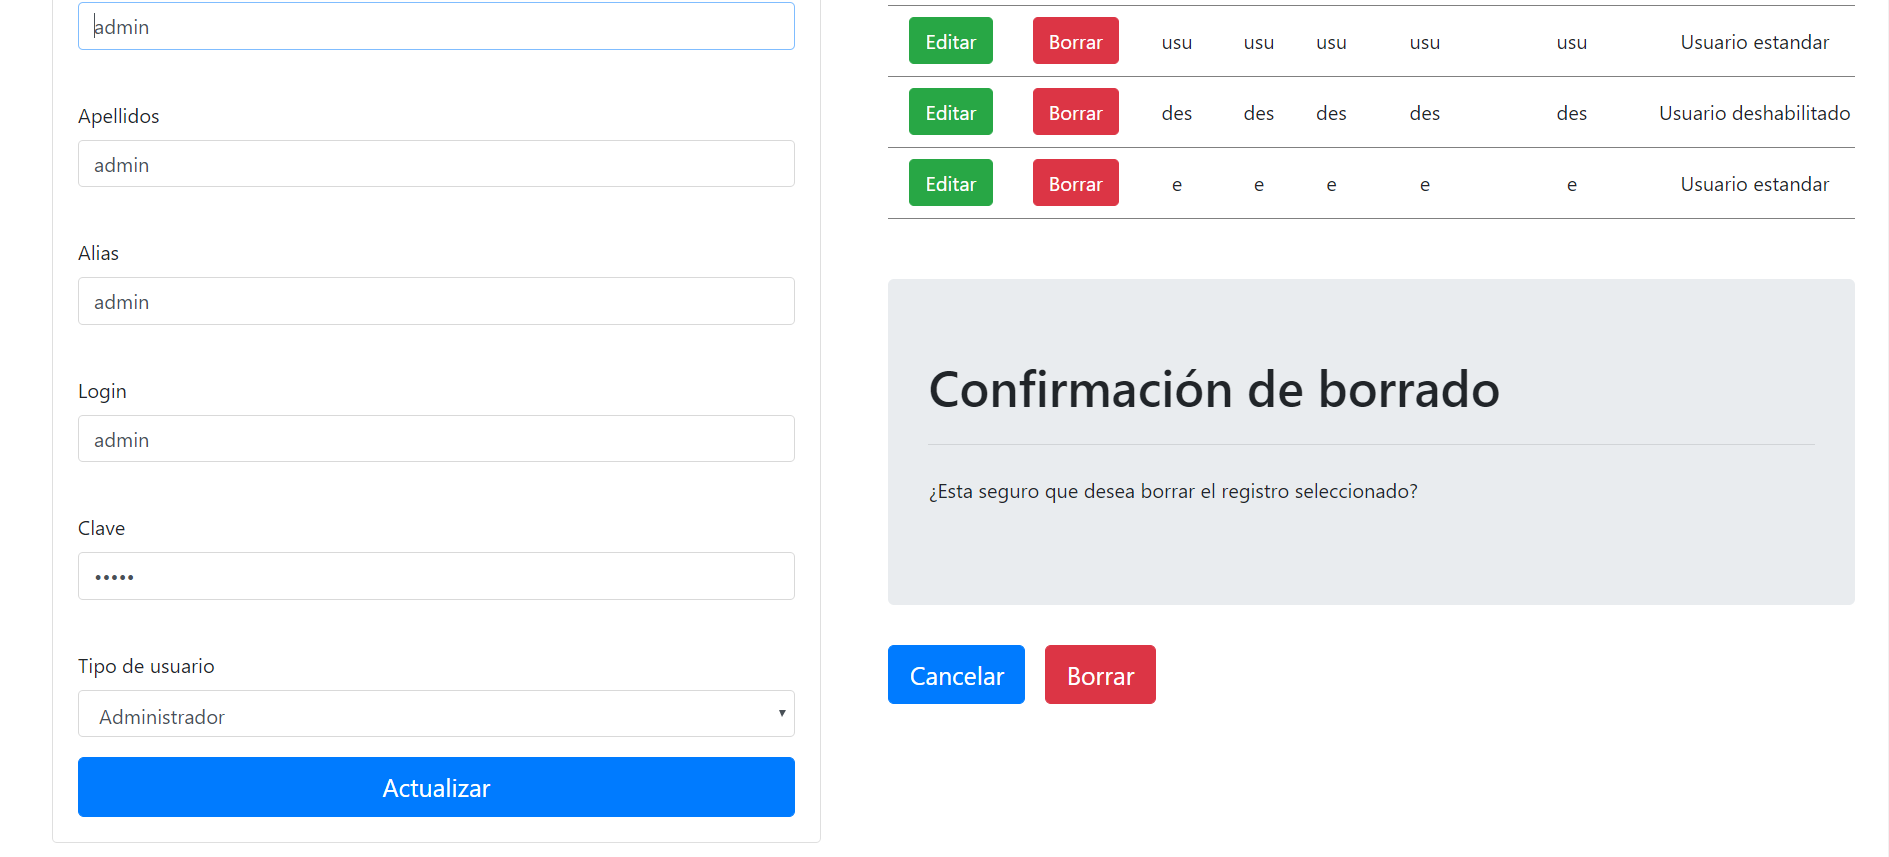 admin
Apellidos
admin
Alias
admin
Login
admin
Clave
•••••
Tipo de usuario
Administrador
Actualizar
Editar Borrar usu usu usu usu usu Usuario estandar
Editar Borrar des des des des des Usuario deshabilitado
Editar Borrar e e e e e Usuario estandar
Confirmación de borrado
¿Esta seguro que desea borrar el registro seleccionado?
Cancelar Borrar